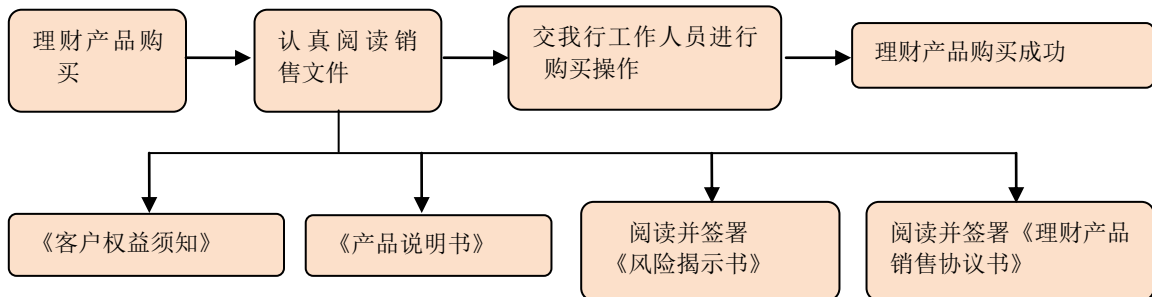 理财产品购
买
认真阅读销
售文件
交我行工作人员进行
购买操作
理财产品购买成功
《客户权益须知》
《产品说明书》
阅读并签署
《风险揭示书》
阅读并签署《理财产品
销售协议书》